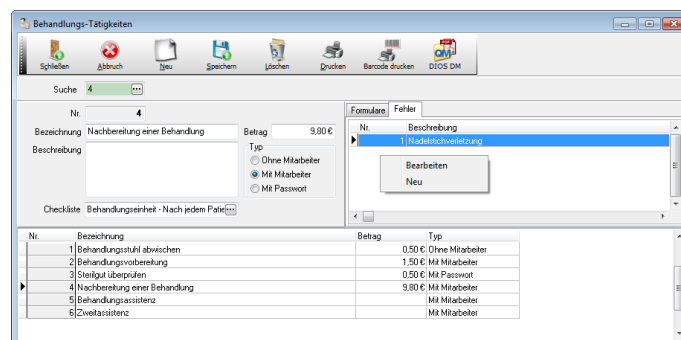 Behandlungs-Tätigkeiten
Schließen Abbruch Neu Speichern Löschen Drucken Barcode drucken DIOS DM
Suche 4
Nr. 4
Bezeichnung Nachbereitung einer Behandlung Betrag 9,80 €
Beschreibung
Typ
Ohne Mitarbeiter
Mit Mitarbeiter
Mit Passwort
Checkliste Behandlungseinheit - Nach jedem Patie
Formulare Fehler
Nr. Beschreibung
1 Nadelstichverletzung
Bearbeiten
Neu
Nr. Bezeichnung Betrag Typ
1 Behandlungsstuhl abwischen 0,50 € Ohne Mitarbeiter
2 Behandlungsvorbereitung 1,50 € Mit Mitarbeiter
3 Sterilgut überprüfen 0,50 € Mit Passwort
4 Nachbereitung einer Behandlung 9,80 € Mit Mitarbeiter
5 Behandlungsassistenz Mit Mitarbeiter
6 Zweitassistenz Mit Mitarbeiter